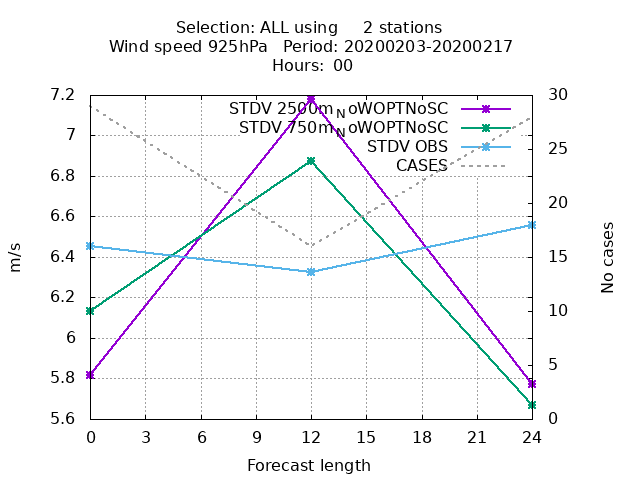 Selection: ALL using 2 stations
Wind speed 925hPa Period: 20200203-20200217
Hours: 00
STDV 2500m_NoWOPTNoSC
STDV 750m_NoWOPTNoSC
STDV OBS
CASES
7.2
7
6.8
6.6
6.4
6.2
6
5.8
5.6
m/s
30
25
20
15
10
5
0
No cases
0 3 6 9 12 15 18 21 24
Forecast length